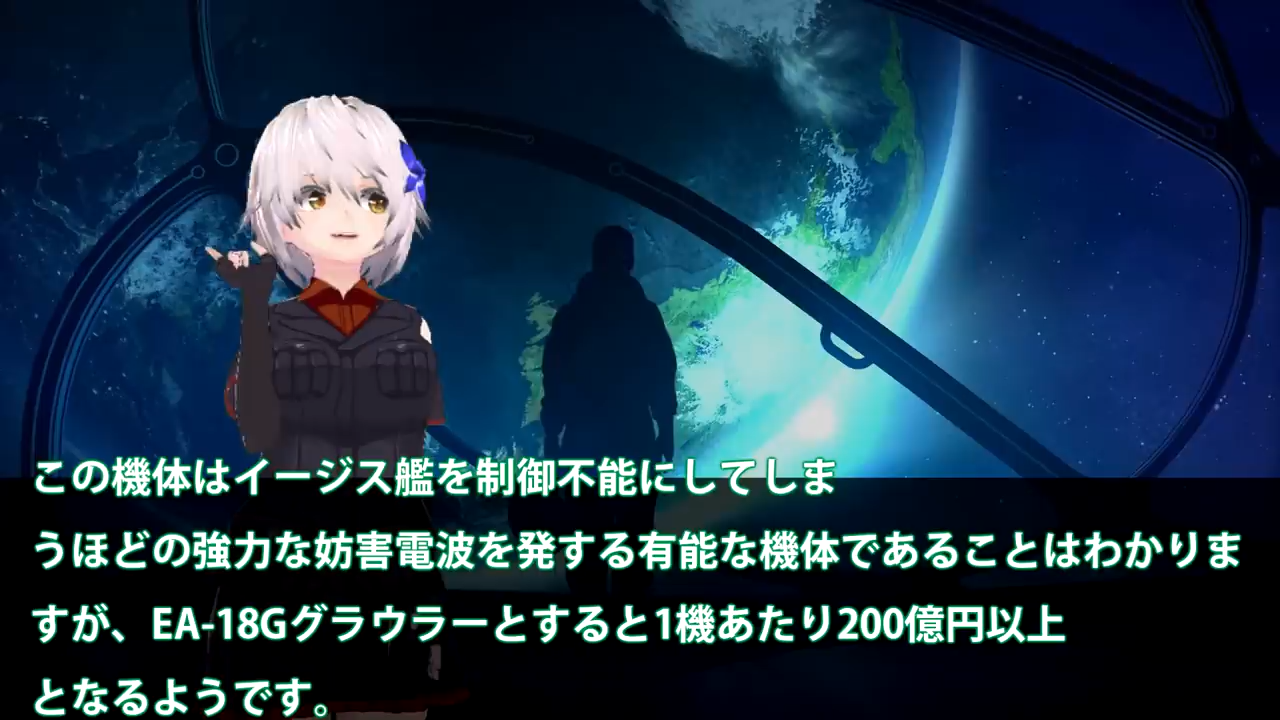 この機体はイージス艦を制御不能にしてしま
うほどの強力な妨害電波を発する有能な機体であることはわかりま
すが、EA-18Gグラウラーとすると1機あたり200億円以上
となるようです。